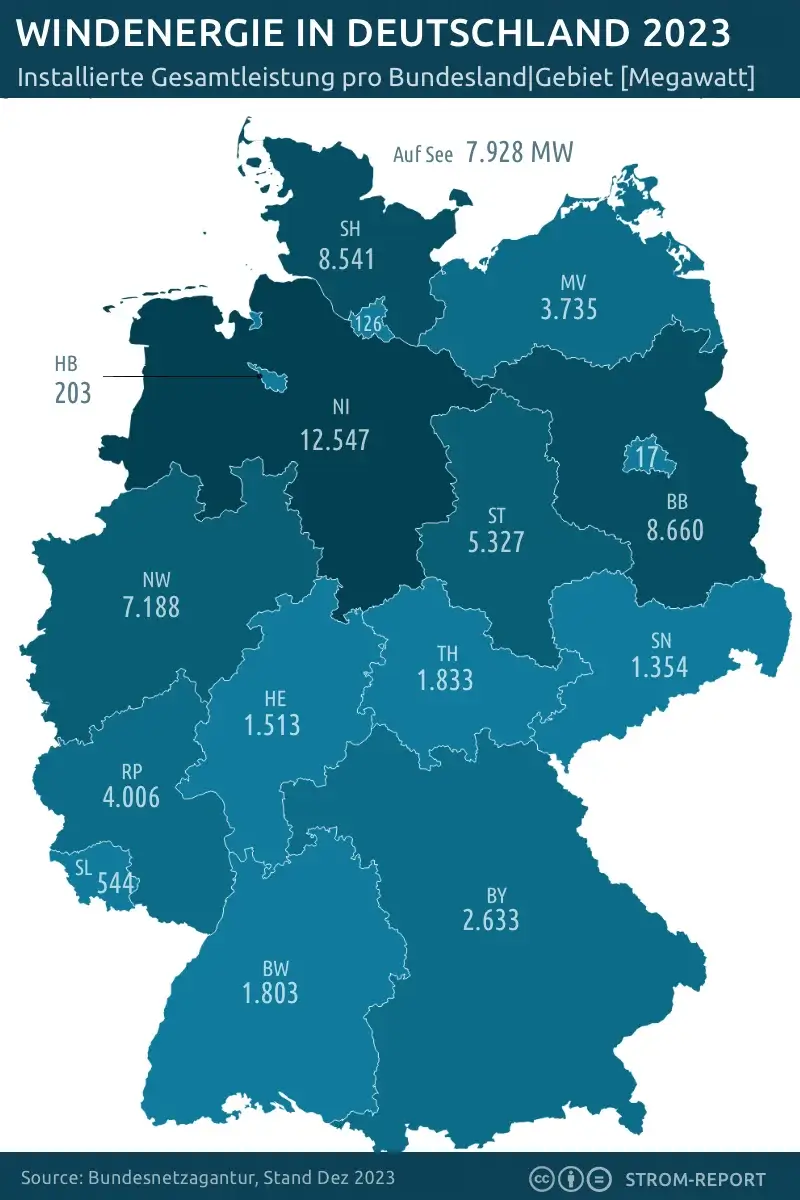 WINDENERGIE IN DEUTSCHLAND 2023
Installierte Gesamtleistung pro Bundesland|Gebiet [Megawatt]
Auf See 7.928 MW
SH
8.541
MV
3.735
126
HB
203
NI
12.547
17
BB
8.660
ST
5.327
NW
7.188
SN
1.354
TH
1.833
HE
1.513
RP
4.006
SL
544
BY
2.633
BW
1.803
Source: Bundesnetzagantur, Stand Dez 2023
cc
STROM-REPORT